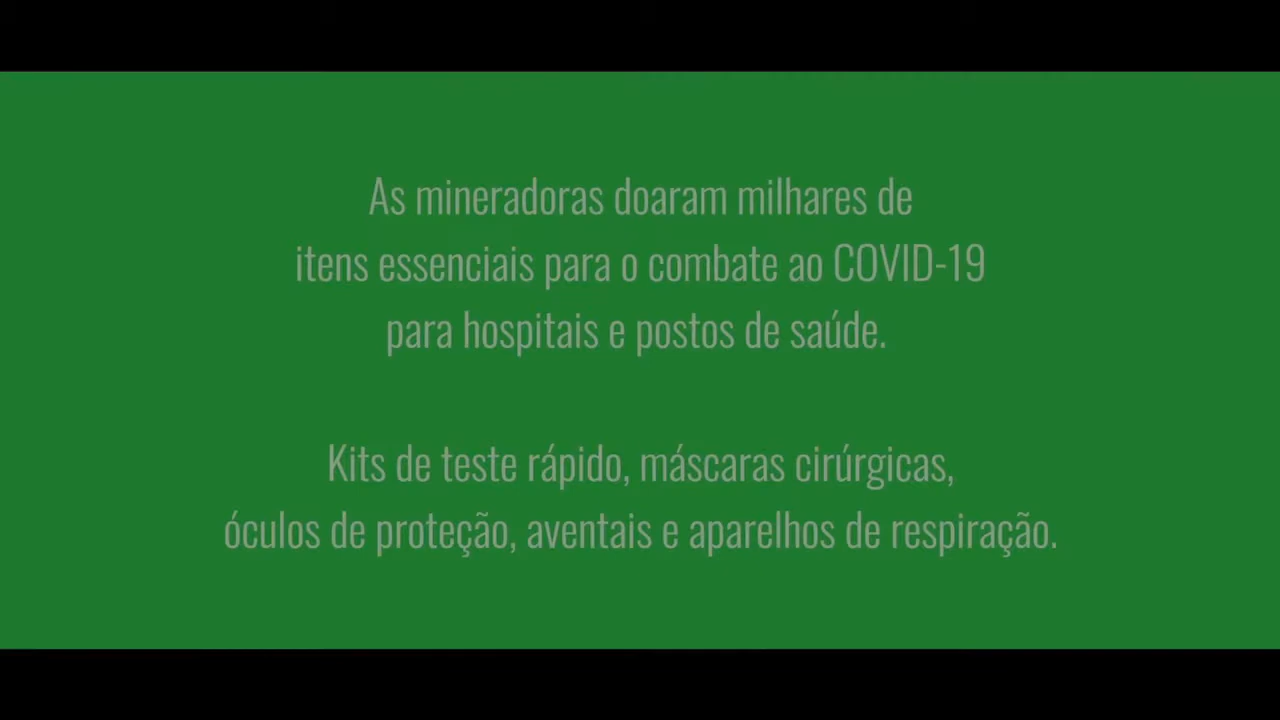 As mineradoras doaram milhares de
itens essenciais para o combate ao COVID-19
para hospitais e postos de saúde.
Kits de teste rápido, máscaras cirúrgicas,
óculos de proteção, aventais e aparelhos de respiração.